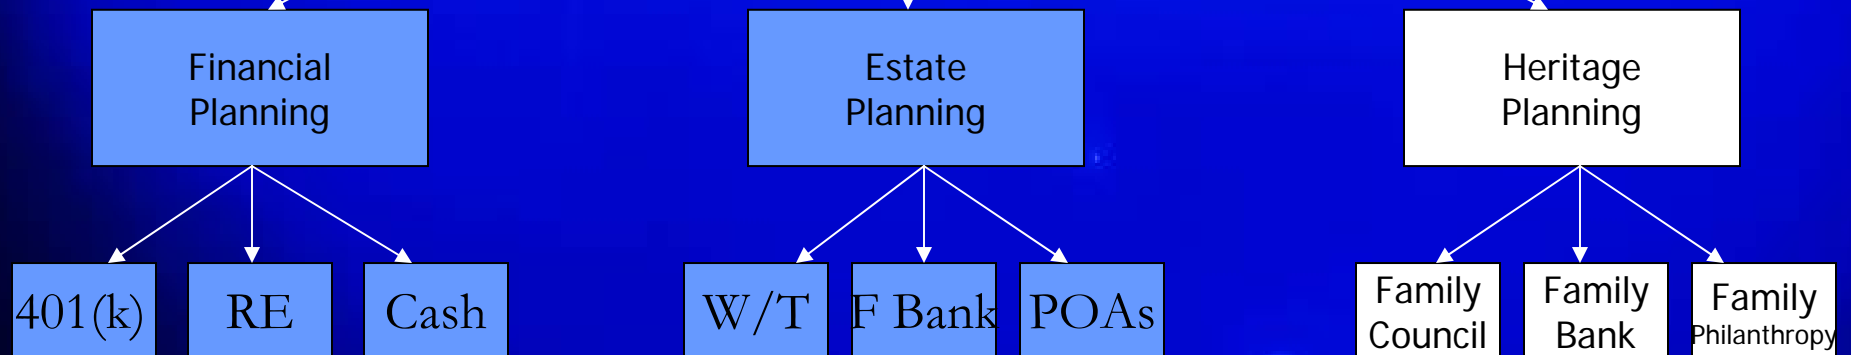 Financial
Planning
Estate
Planning
Heritage
Planning
401(k)
RE
Cash
W/T
F Bank
POAs
Family
Council
Family
Bank
Family
Philanthropy